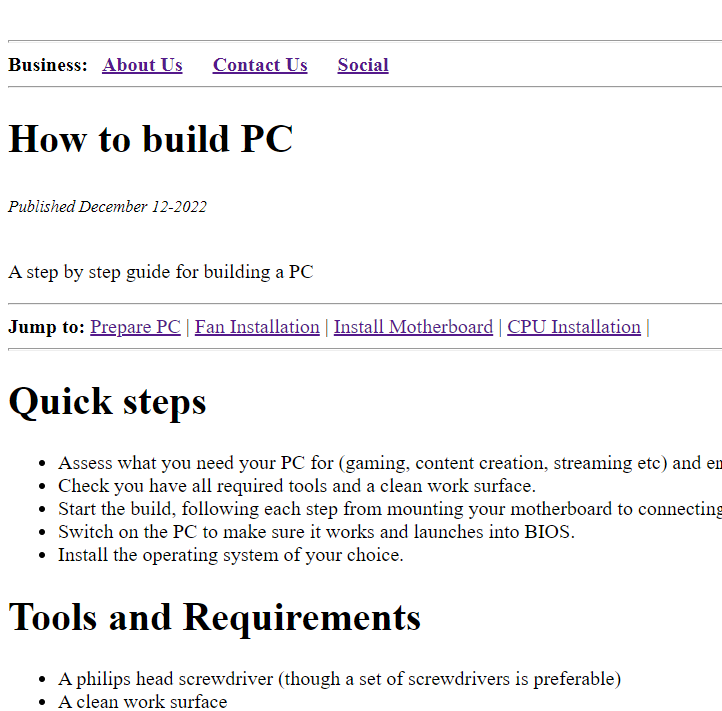 Business: About Us Contact Us Social
How to build PC
Published December 12-2022
A step by step guide for building a PC
Jump to: Prepare PC | Fan Installation | Install Motherboard | CPU Installation |
Quick steps
• Assess what you need your PC for (gaming, content creation, streaming etc) and
• Check you have all required tools and a clean work surface.
• Start the build, following each step from mounting your motherboard to connecting
• Switch on the PC to make sure it works and launches into BIOS.
• Install the operating system of your choice.
Tools and Requirements
• A philips head screwdriver (though a set of screwdrivers is preferable)
• A clean work surface